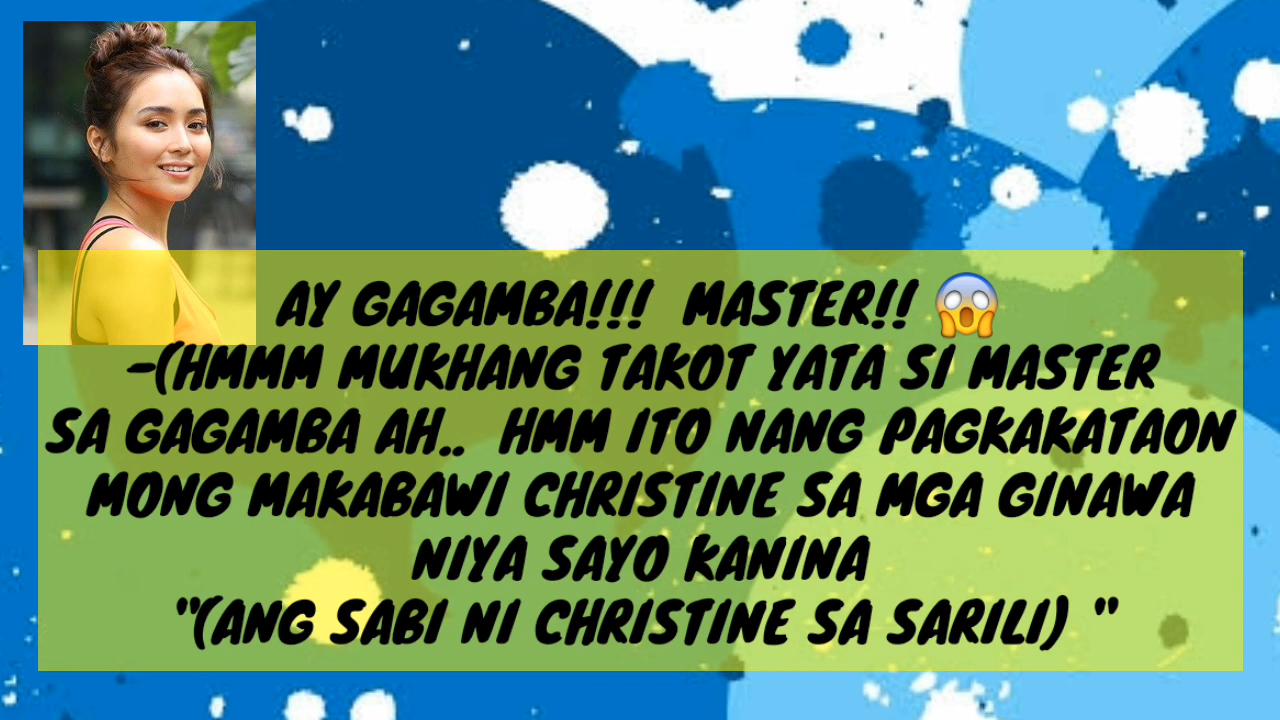 AY GAGAMBA!!! MASTER!! 😱
-(HMMM MUKHANG TAKOT YATA SI MASTER
SA GAGAMBA AH.. HMM ITO NANG PAGKAKATAON
MONG MAKABAWI CHRISTINE SA MGA GINAWA
NIYA SAYO KANINA
"(ANG SABI NI CHRISTINE SA SARILI) "